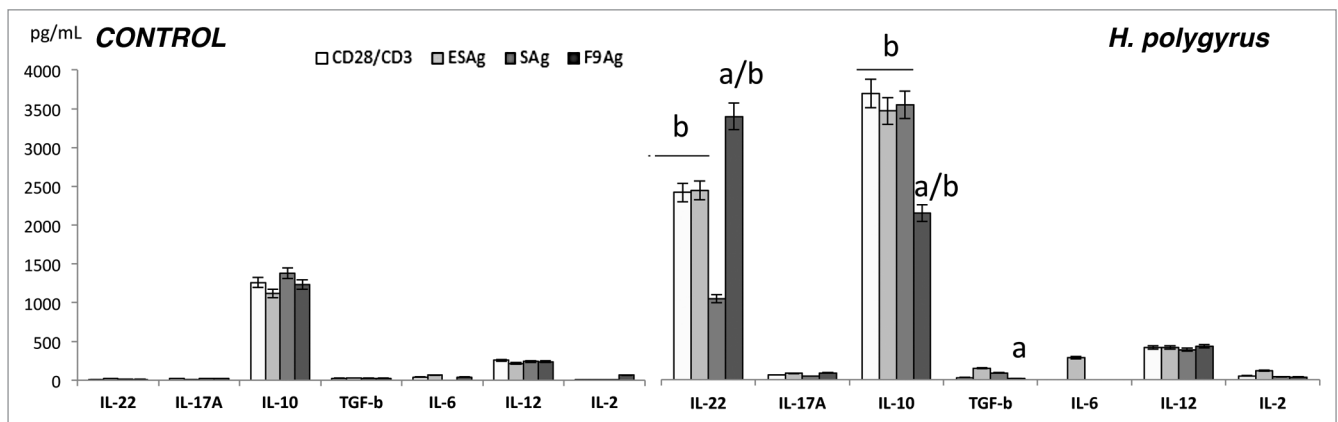 pg/mL CONTROL H. polygyrus
CD28/CD3 ESAg SAg F9Ag
b
a/b
4000
3500
b
3000
2500
a/b
2000
1500
1000
500
a
0
IL-22 IL-17A IL-10 TGF-b IL-6 IL-12 IL-2 IL-22 IL-17A IL-10 TGF-b IL-6 IL-12 IL-2